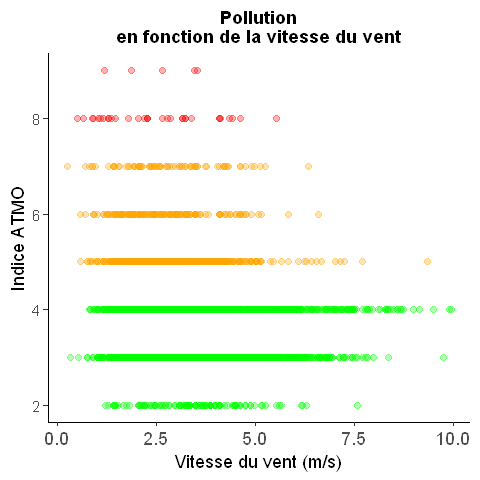 Pollution
en fonction de la vitesse du vent
Indice ATMO
8
6
4
2
0.0 2.5 5.0 7.5 10.0
Vitesse du vent (m/s)